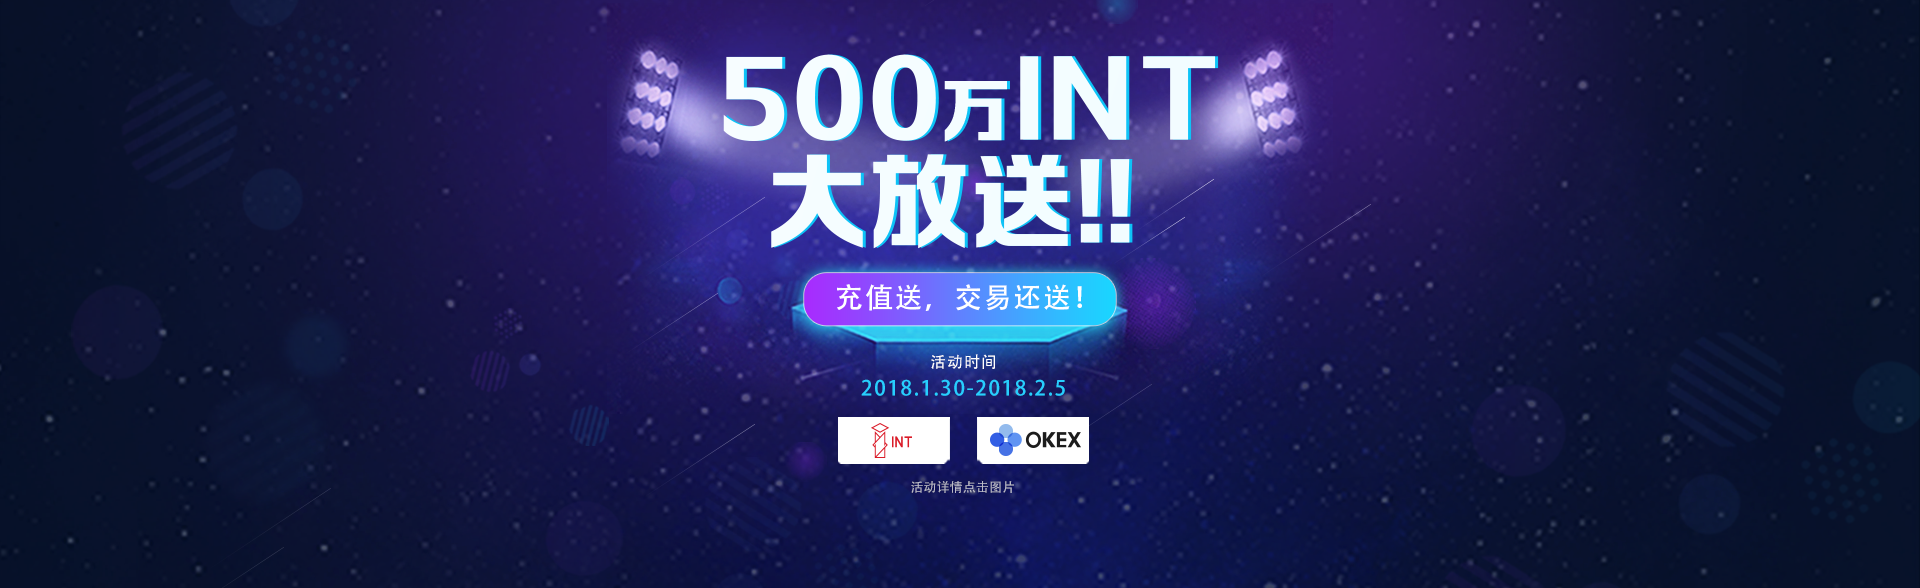 500万INT
大放送!!
充值送，交易还送！
活动时间
2018.1.30-2018.2.5
INT
OKEX
活动详情点击图片